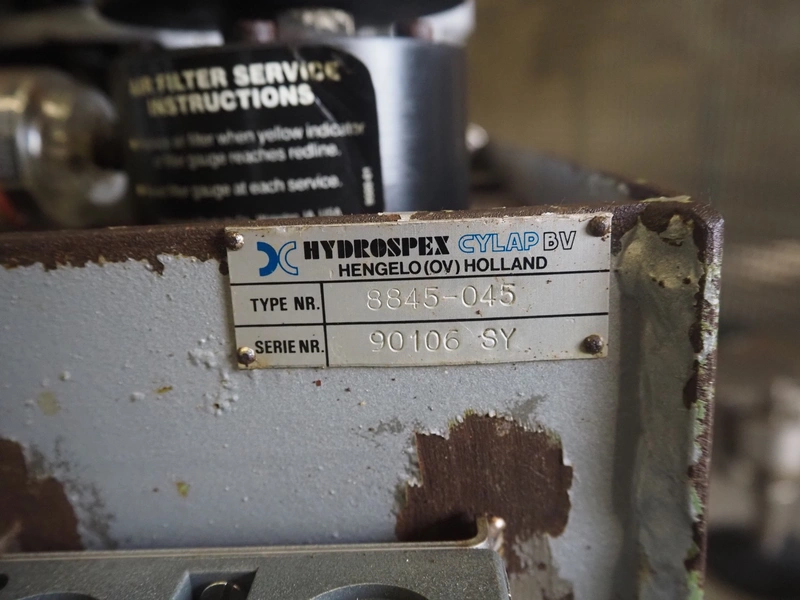 AIR FILTER SERVICE
INSTRUCTIONS
filter when yellow indicator
gauge reaches redline.
the gauge at each service.
HYDROSPEX CYLAP BV
HENGELO (OV) HOLLAND
TYPE NR. 8845-045
SERIE NR. 90106 SY